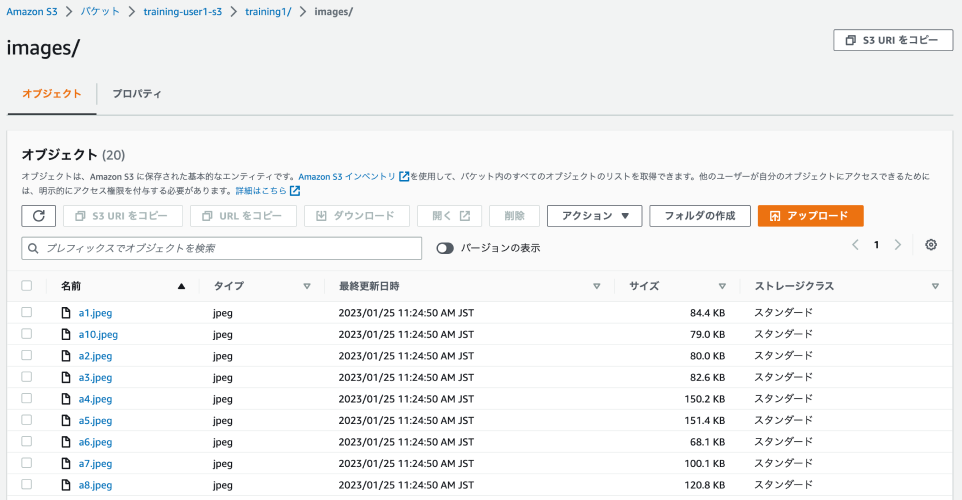 Amazon S3 > バケット > training-user1-s3 > training1/ > images/
images/
S3 URI をコピー
オブジェクト プロパティ
オブジェクト (20)
オブジェクトは、Amazon S3 に保存された基本的なエンティティです。Amazon S3 インベントリ を使用して、バケット内のすべてのオブジェクトのリストを取得できます。他のユーザーが自分のオブジェクトにアクセスできるために
は、明示的にアクセス権限を付与する必要があります。詳細はこちら
S3 URI をコピー URL をコピー ダウンロード 開く 削除 アクション フォルダの作成 アップロード
プレフィックスでオブジェクトを検索 バージョンの表示 < 1 >
名前 タイプ 最終更新日時 サイズ ストレージクラス
a1.jpeg jpeg 2023/01/25 11:24:50 AM JST 84.4 KB スタンダード
a10.jpeg jpeg 2023/01/25 11:24:50 AM JST 79.0 KB スタンダード
a2.jpeg jpeg 2023/01/25 11:24:50 AM JST 80.0 KB スタンダード
a3.jpeg jpeg 2023/01/25 11:24:50 AM JST 82.6 KB スタンダード
a4.jpeg jpeg 2023/01/25 11:24:50 AM JST 150.2 KB スタンダード
a5.jpeg jpeg 2023/01/25 11:24:50 AM JST 151.4 KB スタンダード
a6.jpeg jpeg 2023/01/25 11:24:50 AM JST 68.1 KB スタンダード
a7.jpeg jpeg 2023/01/25 11:24:50 AM JST 100.1 KB スタンダード
a8.jpeg jpeg 2023/01/25 11:24:50 AM JST 120.8 KB スタンダード